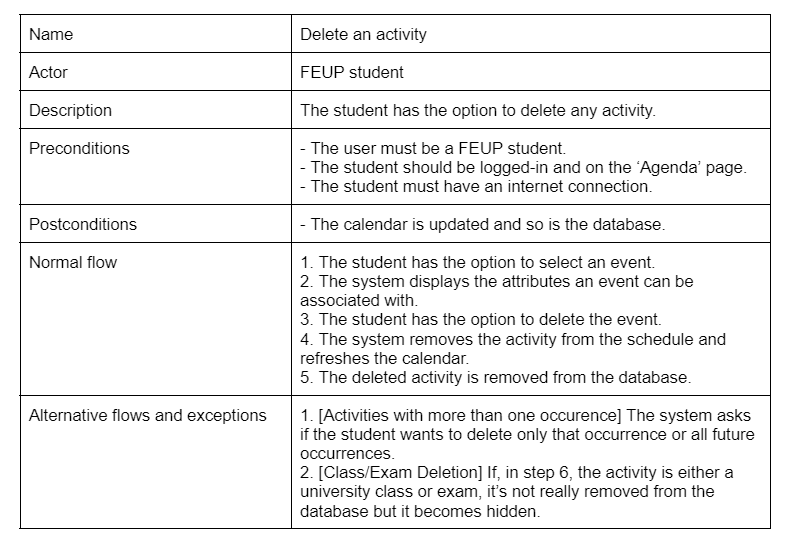 Name
Delete an activity
Actor
FEUP student
Description
The student has the option to delete any activity.
Preconditions
- The user must be a FEUP student.
- The student should be logged-in and on the ‘Agenda’ page.
- The student must have an internet connection.
Postconditions
- The calendar is updated and so is the database.
Normal flow
1. The student has the option to select an event.
2. The system displays the attributes an event can be
associated with.
3. The student has the option to delete the event.
4. The system removes the activity from the schedule and
refreshes the calendar.
5. The deleted activity is removed from the database.
Alternative flows and exceptions
1. [Activities with more than one occurence] The system asks
if the student wants to delete only that occurrence or all future
occurrences.
2. [Class/Exam Deletion] If, in step 6, the activity is either a
university class or exam, it’s not really removed from the
database but it becomes hidden.